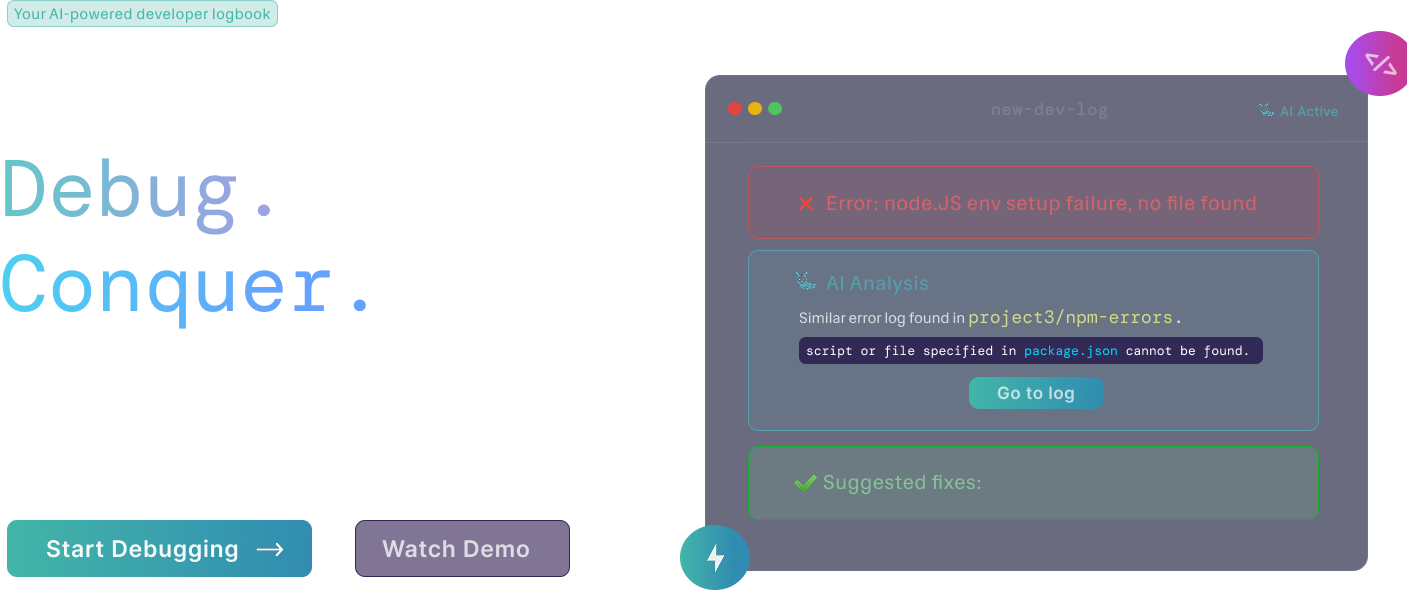 Your AI-powered developer logbook
Debug.
Conquer.
Start Debugging →
Watch Demo
new-dev-log
AI Active
Error: node.JS env setup failure, no file found
AI Analysis
Similar error log found in project3/npm-errors.
script or file specified in package.json cannot be found.
Go to log
Suggested fixes: